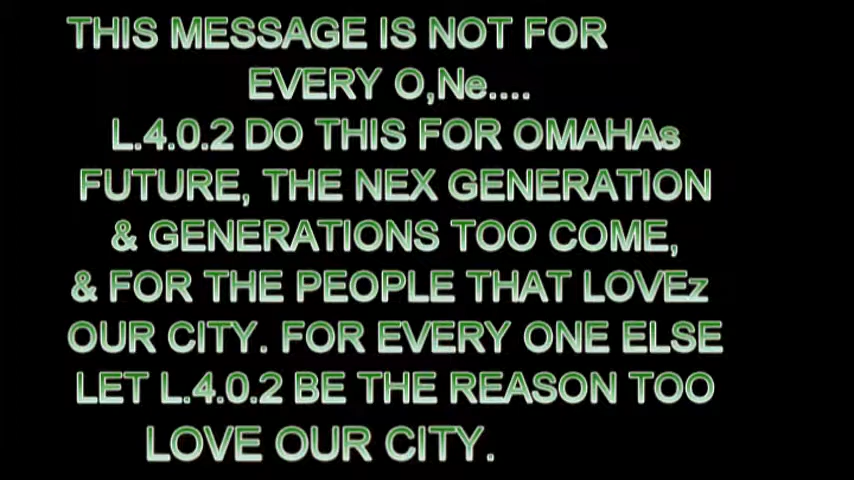 THIS MESSAGE IS NOT FOR
EVERY O,Ne....
L.4.0.2 DO THIS FOR OMAHAs
FUTURE, THE NEX GENERATION
& GENERATIONS TOO COME,
& FOR THE PEOPLE THAT LOVEz
OUR CITY. FOR EVERY ONE ELSE
LET L.4.0.2 BE THE REASON TOO
LOVE OUR CITY.